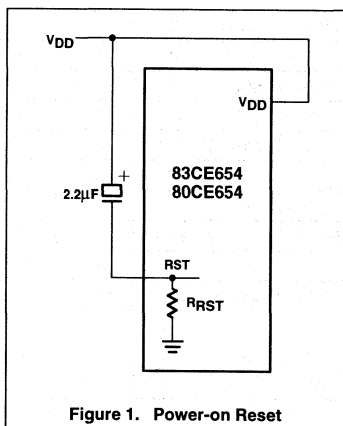 VDD
VDD
83CE654
80CE654
+
2.2µF
RST
RRST
Figure 1. Power-on Reset